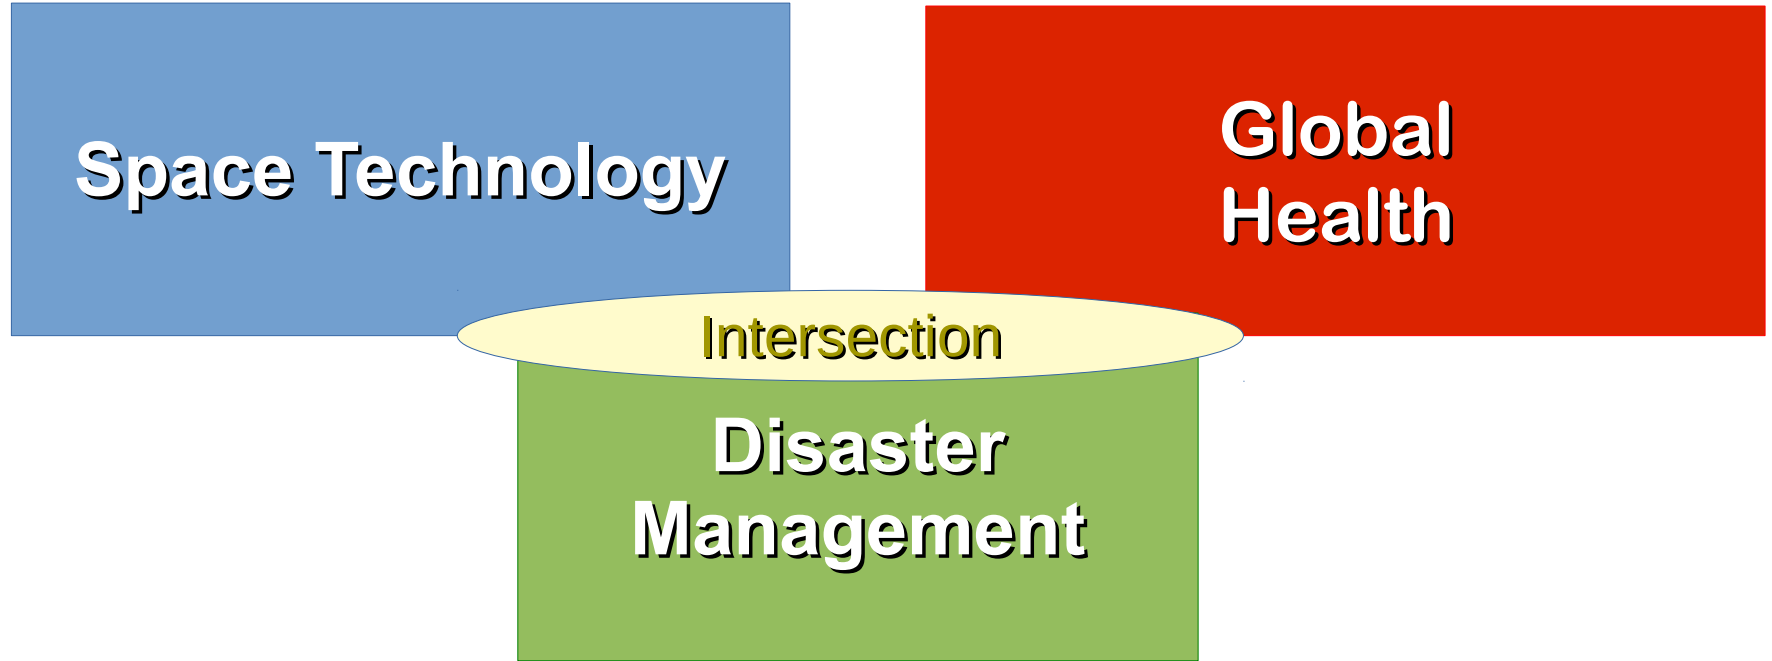 Space Technology
Global
Health
Intersection
Disaster
Management